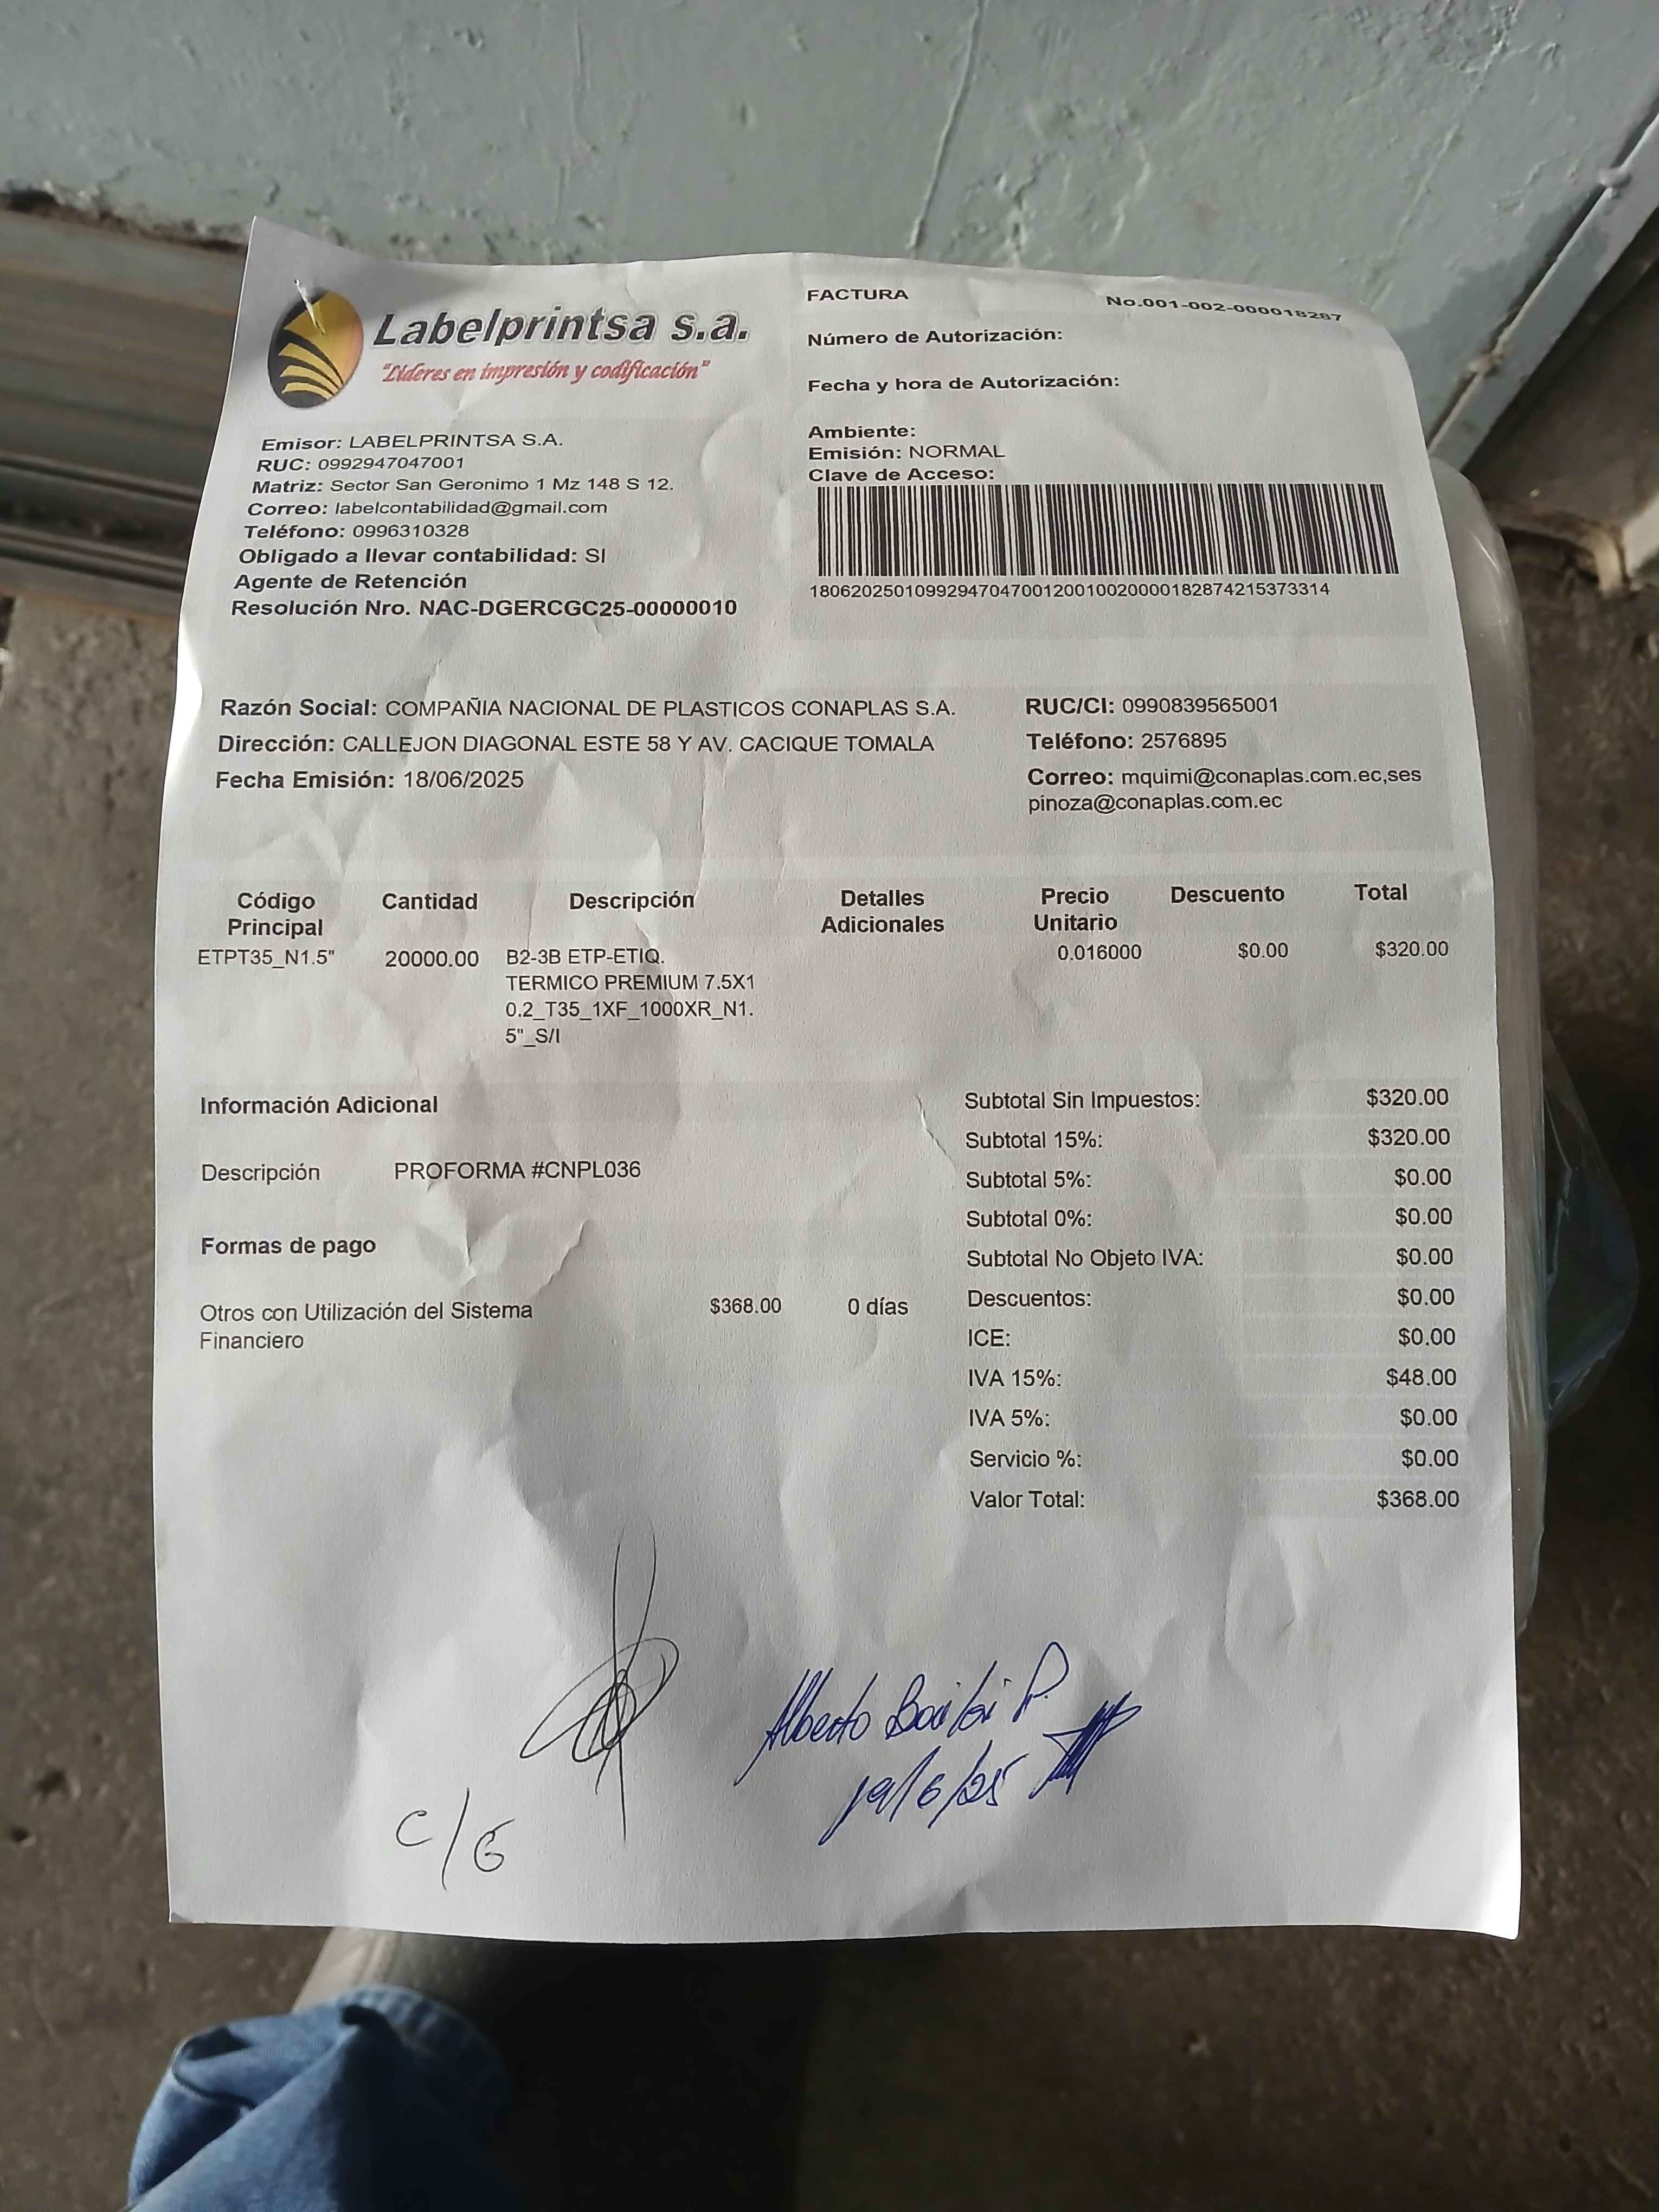 Labelprintsa s.a.
"Líderes en impresión y codificación"
Emisor: LABELPRINTSA S.A.
RUC: 0992947047001
Matriz: Sector San Geronimo 1 Mz 148 S 12.
Correo: labelcontabilidad@gmail.com
Teléfono: 0996310328
Obligado a llevar contabilidad: SI
Agente de Retención
Resolución Nro. NAC-DGERCGC25-00000010
FACTURA No.001-002-000018287
Número de Autorización:
Fecha y hora de Autorización:
Ambiente:
Emisión: NORMAL
Clave de Acceso:
1806202501099294704700120010020000182874215373314
Razón Social: COMPAÑIA NACIONAL DE PLASTICOS CONAPLAS S.A.
Dirección: CALLEJON DIAGONAL ESTE 58 Y AV. CACIQUE TOMALA
Fecha Emisión: 18/06/2025
RUC/CI: 0990839565001
Teléfono: 2576895
Correo: mquimi@conaplas.com.ec,ses
pinoza@conaplas.com.ec
Código Principal Cantidad Descripción Detalles Adicionales Precio Unitario Descuento Total
ETPT35_N1.5" 20000.00 B2-3B ETP-ETIQ. 0.016000 $0.00 $320.00
TERMICO PREMIUM 7.5X1
0.2_T35_1XF_1000XR_N1.
5"_S/I
Información Adicional
Descripción PROFORMA #CNPL036
Formas de pago
Otros con Utilización del Sistema $368.00 0 días
Financiero
Subtotal Sin Impuestos: $320.00
Subtotal 15%: $320.00
Subtotal 5%: $0.00
Subtotal 0%: $0.00
Subtotal No Objeto IVA: $0.00
Descuentos: $0.00
ICE: $0.00
IVA 15%: $48.00
IVA 5%: $0.00
Servicio %: $0.00
Valor Total: $368.00
Alberto
19/6/25
C/G